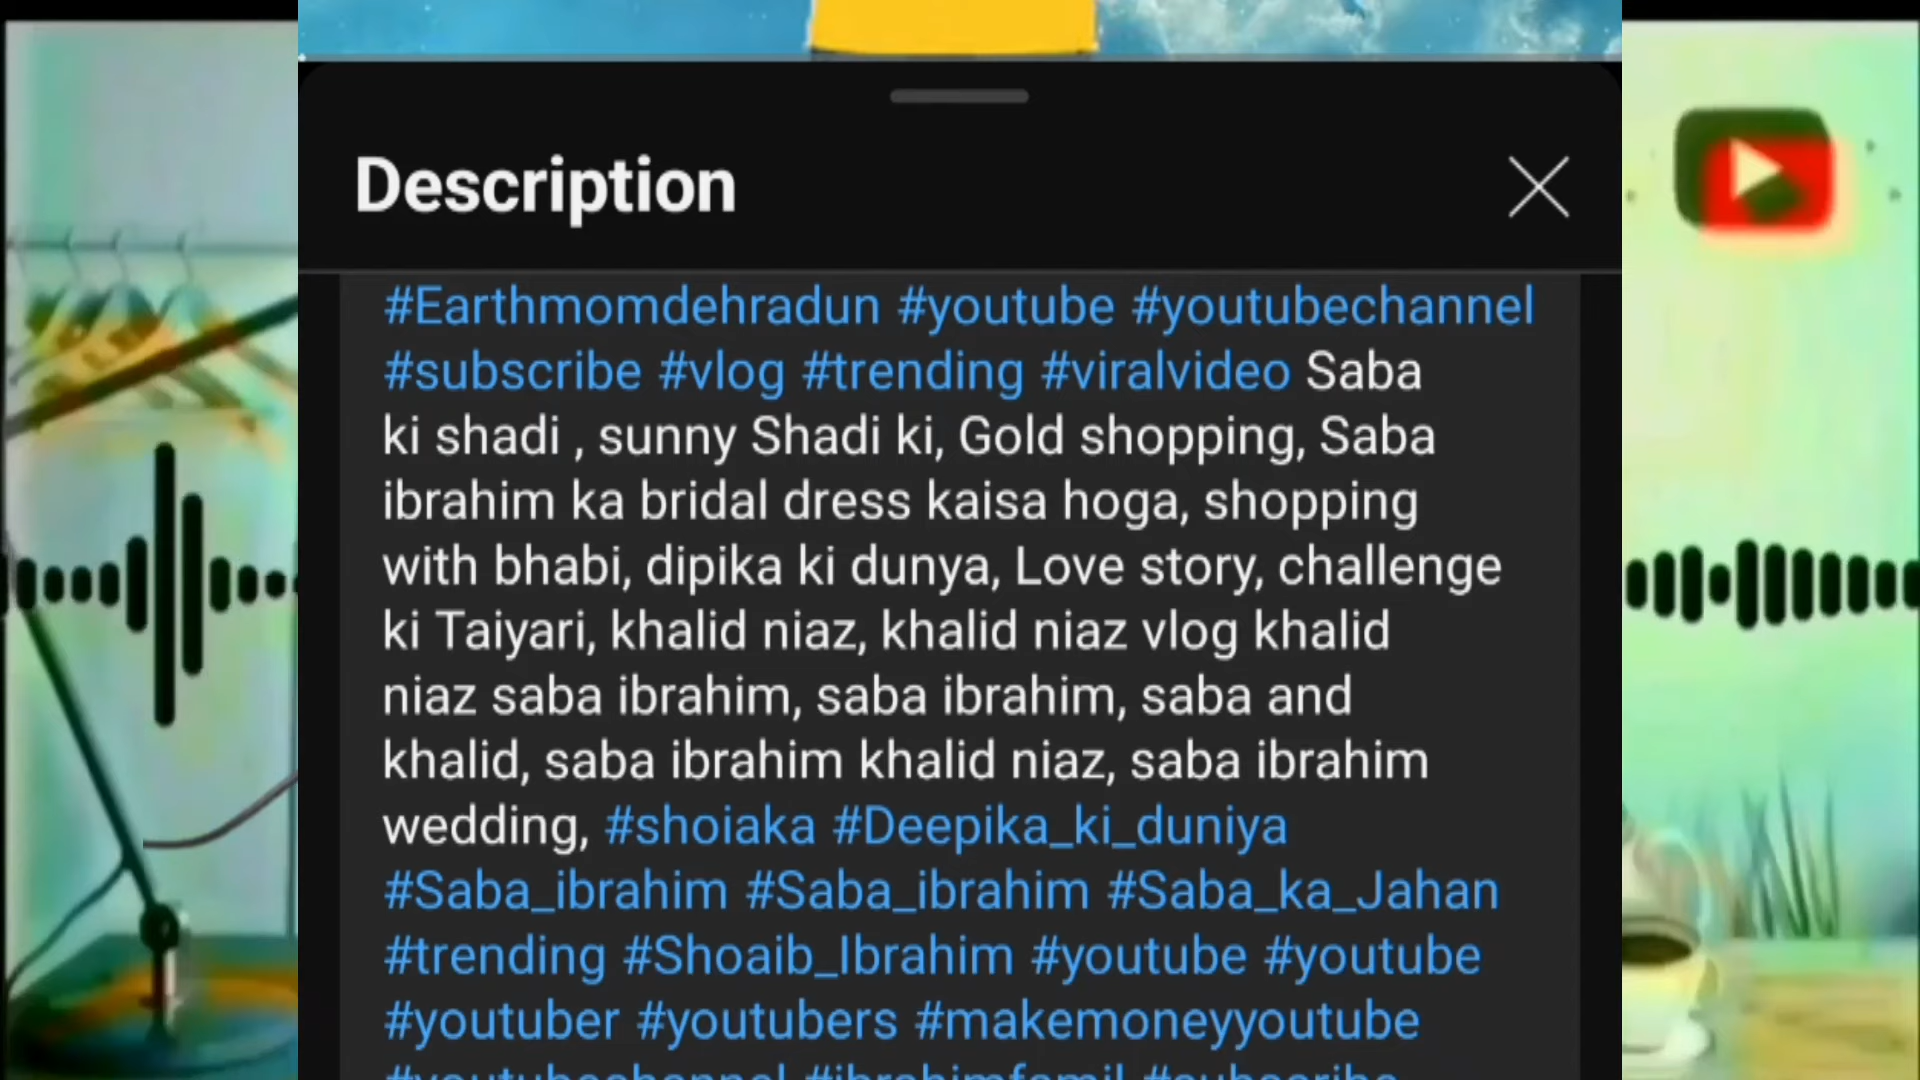 Description
#Earthmomdehradun #youtube #youtubechannel
#subscribe #vlog #trending #viralvideo Saba
ki shadi , sunny Shadi ki, Gold shopping, Saba
ibrahim ka bridal dress kaisa hoga, shopping
with bhabi, dipika ki dunya, Love story, challenge
ki Taiyari, khalid niaz, khalid niaz vlog khalid
niaz saba ibrahim, saba ibrahim, saba and
khalid, saba ibrahim khalid niaz, saba ibrahim
wedding, #shoiaka #Deepika_ki_duniya
#Saba_ibrahim #Saba_ibrahim #Saba_ka_Jahan
#trending #Shoaib_Ibrahim #youtube #youtube
#youtuber #youtubers #makemoneyyoutube
#youtubechannel #ibrahimfamil #subscribe